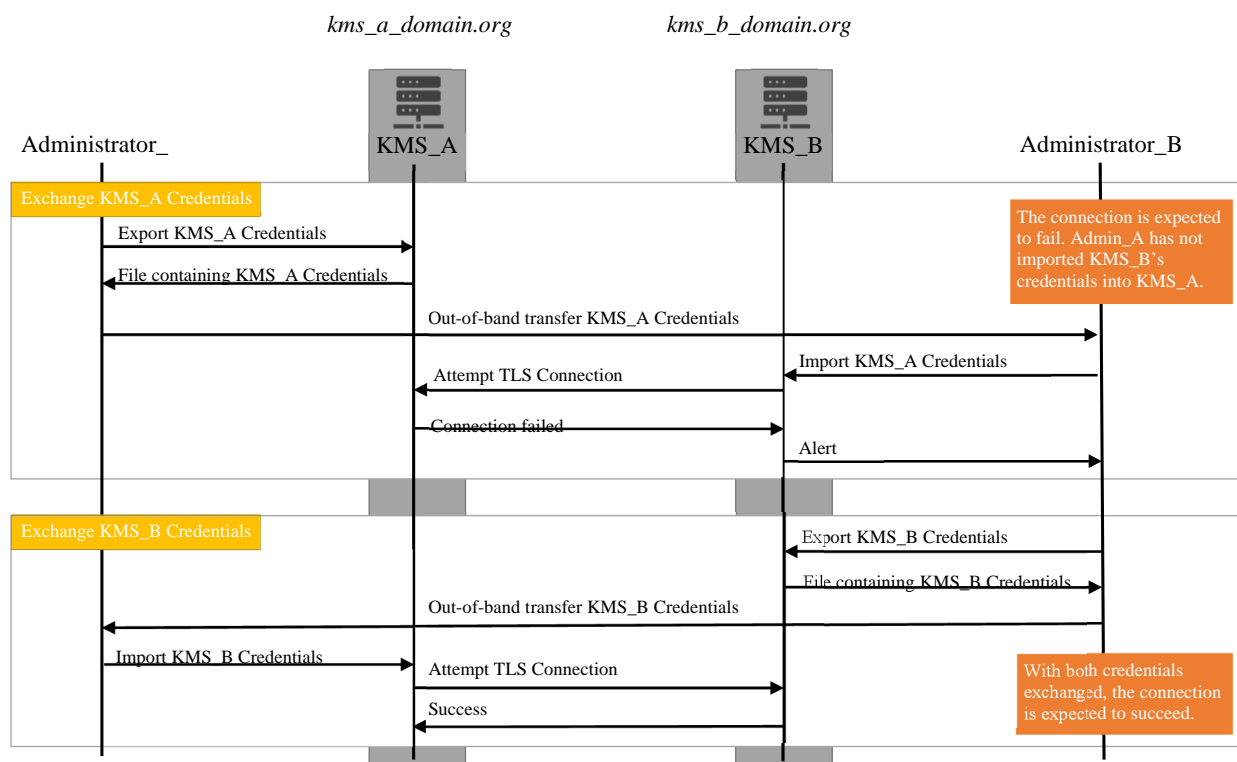 kms_a_domain.org
kms_b_domain.org
Administrator_
KMS_A
KMS_B
Administrator_B
Exchange KMS_A Credentials
The connection is expected
to fail. Admin_A has not
imported KMS_B’s
credentials into KMS_A.
Export KMS_A Credentials
File containing KMS_A Credentials
Out-of-band transfer KMS_A Credentials
Import KMS_A Credentials
Attempt TLS Connection
Connection failed
Alert
Exchange KMS_B Credentials
Export KMS_B Credentials
File containing KMS_B Credentials
Out-of-band transfer KMS_B Credentials
Import KMS_B Credentials
Attempt TLS Connection
With both credentials
exchanged, the connection
is expected to succeed.
Success